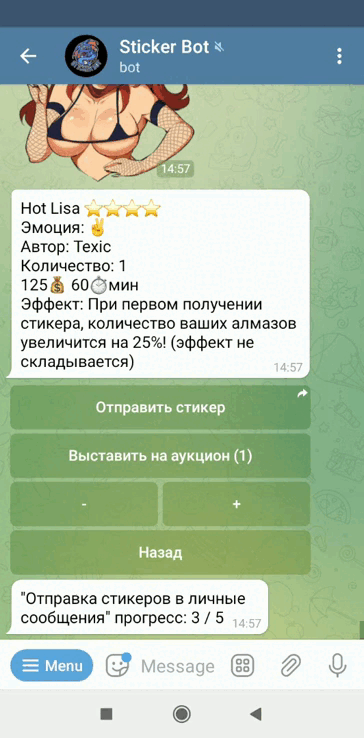 Sticker Bot
bot
14:57
Hot Lisa ⭐⭐⭐⭐
Эмоция: ✌
Автор: Texic
Количество: 1
125💰 60⏱мин
Эффект: При первом получении
стикера, количество ваших алмазов
увеличится на 25%! (эффект не
складывается)
14:57
Отправить стикер
Выставить на аукцион (1)
- +
Назад
"Отправка стикеров в личные
сообщения" прогресс: 3 / 5
14:57
Menu
Message